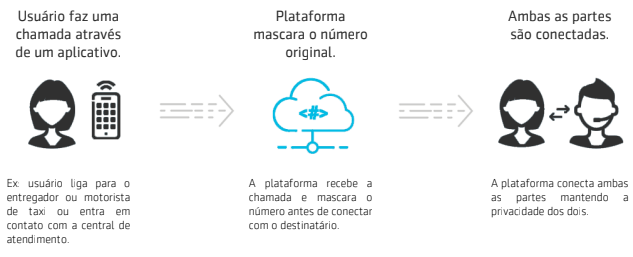 Usuário faz uma
chamada através
de um aplicativo.
Plataforma
mascara o número
original.
Ambas as partes
são conectadas.
<#>
Ex: usuário liga para o
entregador ou motorista
de taxi ou entra em
contato com a central de
atendimento.
A plataforma recebe a
chamada e mascara o
número antes de conectar
com o destinatário.
A plataforma conecta ambas
as partes mantendo a
privacidade dos dois.